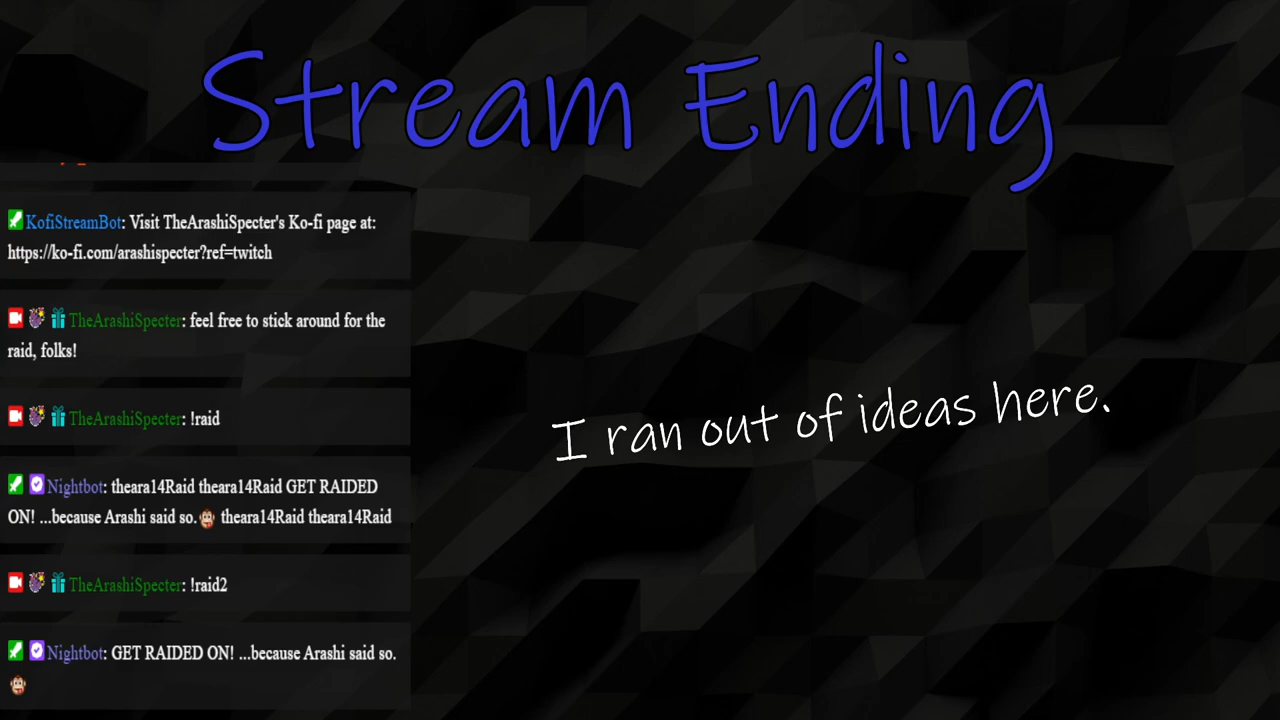 Stream Ending
KofiStreamBot: Visit TheArashiSpecter's Ko-fi page at:
https://ko-fi.com/arashispecter?ref=twitch
TheArashiSpecter: feel free to stick around for the
raid, folks!
TheArashiSpecter: !raid
Nightbot: theara14Raid theara14Raid GET RAIDED
ON! ...because Arashi said so. theara14Raid theara14Raid
TheArashiSpecter: !raid2
Nightbot: GET RAIDED ON! ...because Arashi said so.
I ran out of ideas here.